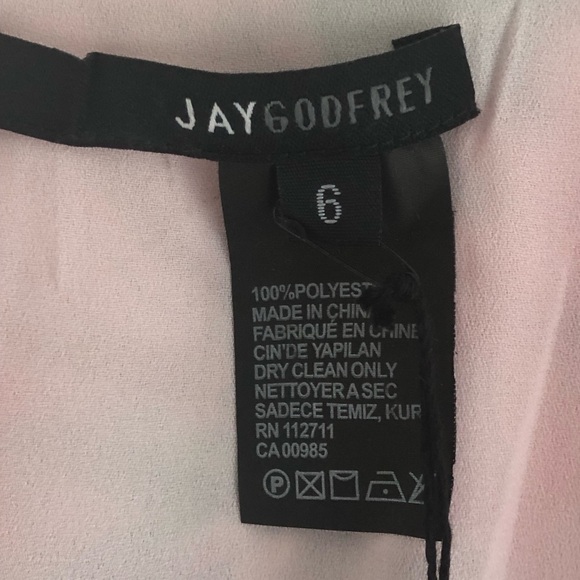 JAYGODFREY
6
100%POLYEST
MADE IN CHINA
FABRIQUÉ EN CHINE
CIN'DE YAPILAN
DRY CLEAN ONLY
NETTOYER A SEC
SADECE TEMIZ, KUR
RN 112711
CA 00985
P